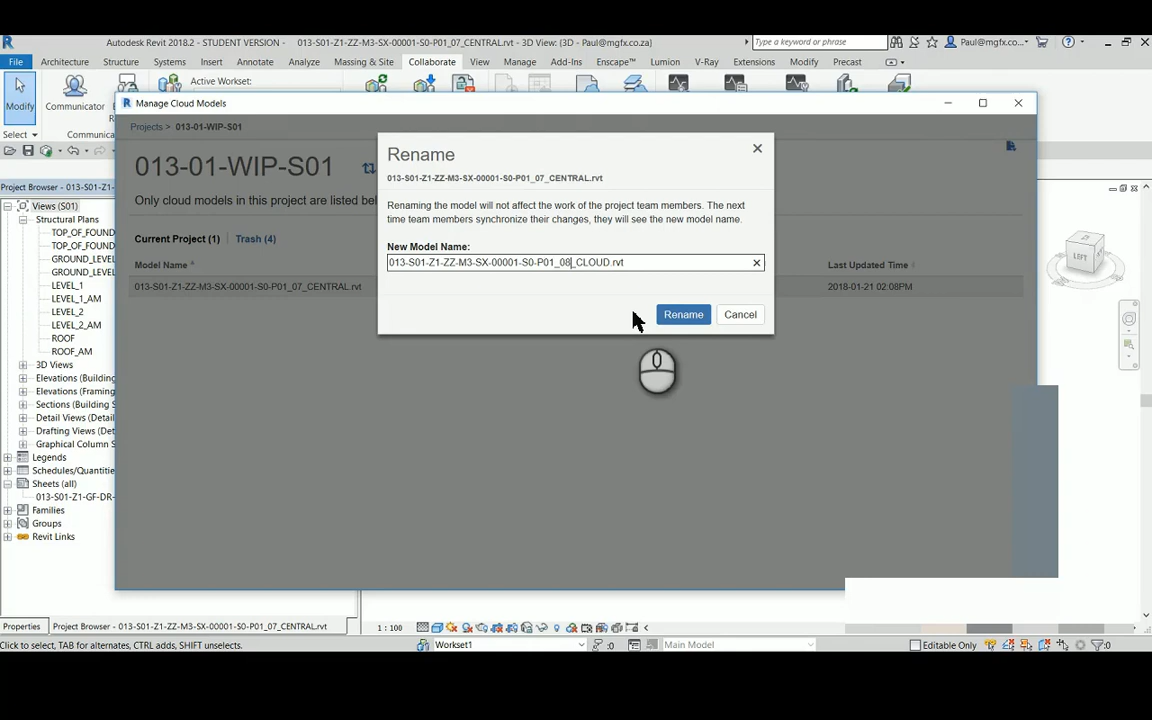 Autodesk Revit 2018.2 - STUDENT VERSION - 013-S01-Z1-ZZ-M3-SX-00001-S0-P01_07_CENTRAL.rvt - 3D View: {3D - Paul@mgfx.co.za}
Type a keyword or phrase
Paul@mgfx.co...
File Architecture Structure Systems Insert Annotate Analyze Massing & Site Collaborate View Manage Add-Ins Enscape™ Lumion V-Ray Extensions Modify Precast
Active Workset:
Modify Communicator
Select
Communic
Project Browser - 013-S01-Z1-
Views (S01)
Structural Plans
TOP_OF_FOUND
TOP_OF_FOUND
GROUND_LEVEL
GROUND_LEVEL
LEVEL_1
LEVEL_1_AM
LEVEL_2
LEVEL_2_AM
ROOF
ROOF_AM
3D Views
Elevations (Building
Elevations (Framing
Sections (Building S
Detail Views (Detail
Drafting Views (Det
Graphical Column S
Legends
Schedules/Quantitie
Sheets (all)
013-S01-Z1-GF-DR-
Families
Groups
Revit Links
Manage Cloud Models
Projects > 013-01-WIP-S01
013-01-WIP-S01
Only cloud models in this project are listed bel
Current Project (1) Trash (4)
Model Name
Last Updated Time
013-S01-Z1-ZZ-M3-SX-00001-S0-P01_07_CENTRAL.rvt
2018-01-21 02:08PM
Rename
013-S01-Z1-ZZ-M3-SX-00001-S0-P01_07_CENTRAL.rvt
Renaming the model will not affect the work of the project team members. The next
time team members synchronize their changes, they will see the new model name.
New Model Name:
013-S01-Z1-ZZ-M3-SX-00001-S0-P01_08_CLOUD.rvt
Rename Cancel
LEFT
Properties Project Browser - 013-S01-Z1-ZZ-M3-SX-00001-S0-P01_07_CENTRAL.rvt
1 : 100
Click to select, TAB for alternates, CTRL adds, SHIFT unselects.
Workset1
:0
Main Model
Editable Only
:0